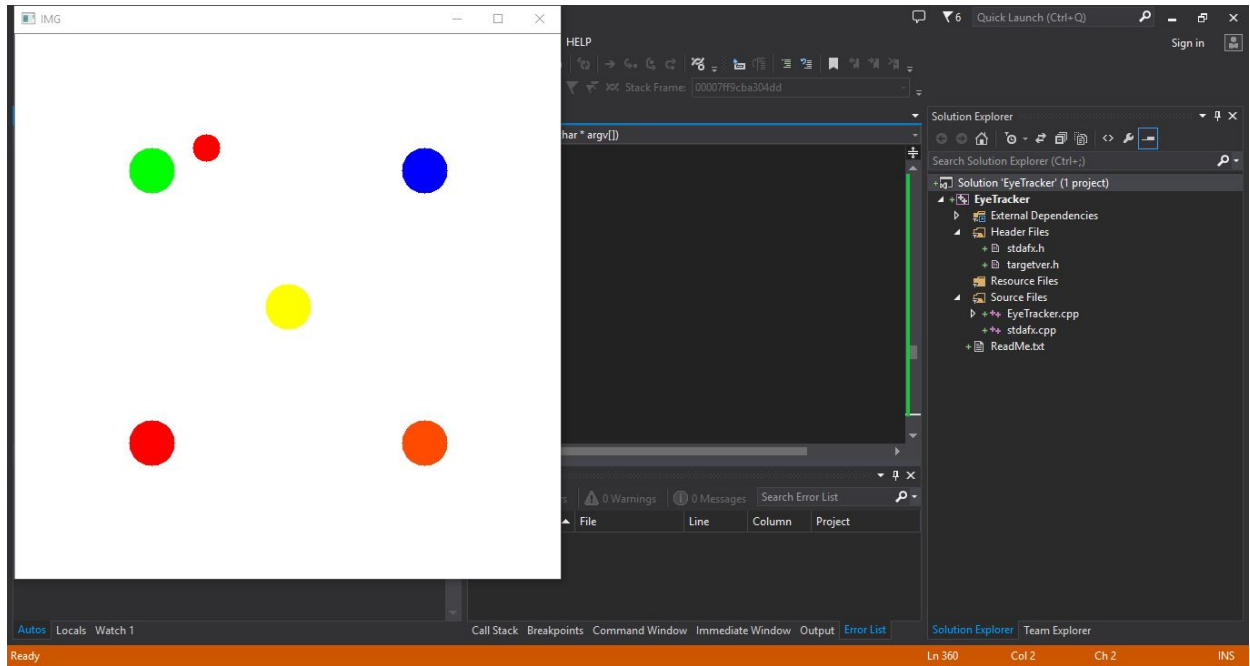 IMG
6 Quick Launch (Ctrl+Q)
HELP
Sign in
Stack Frame: 00007ff9cba304dd
har * argv[])
Solution Explorer
Search Solution Explorer (Ctrl+;)
Solution 'EyeTracker' (1 project)
EyeTracker
External Dependencies
Header Files
stdafx.h
targetver.h
Resource Files
Source Files
EyeTracker.cpp
stdafx.cpp
ReadMe.txt
s 0 Warnings 0 Messages Search Error List
File Line Column Project
Autos Locals Watch 1
Call Stack Breakpoints Command Window Immediate Window Output Error List
Solution Explorer Team Explorer
Ready Ln 360 Col 2 Ch 2 INS